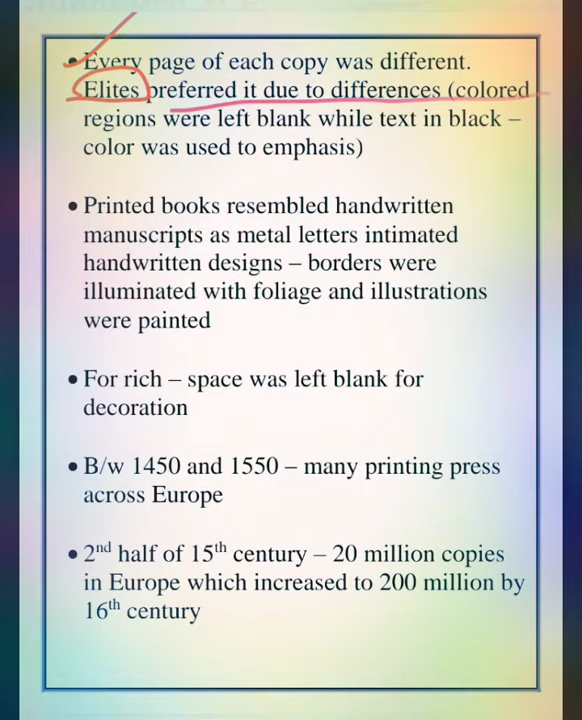 • Every page of each copy was different.
Elites preferred it due to differences (colored
regions were left blank while text in black –
color was used to emphasis)
• Printed books resembled handwritten
manuscripts as metal letters intimated
handwritten designs – borders were
illuminated with foliage and illustrations
were painted
• For rich – space was left blank for
decoration
• B/w 1450 and 1550 – many printing press
across Europe
• 2nd half of 15th century – 20 million copies
in Europe which increased to 200 million by
16th century